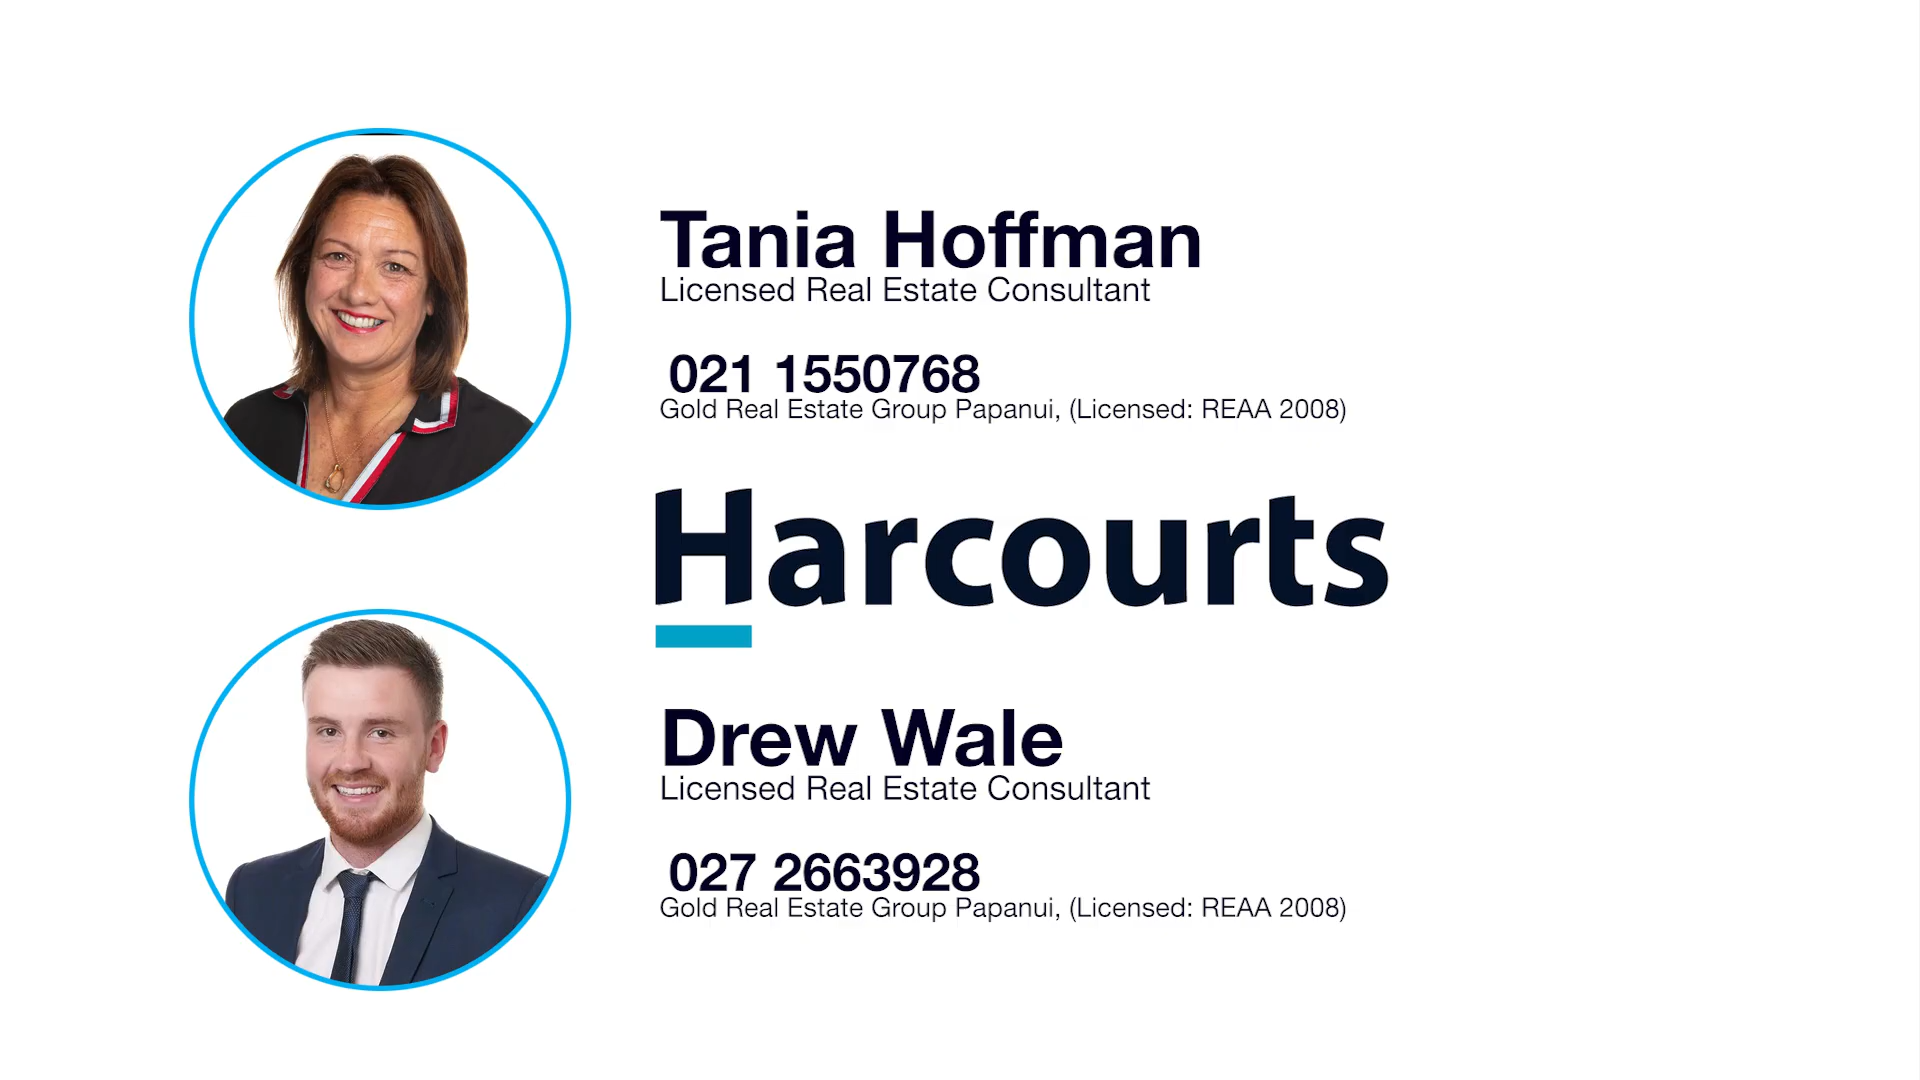 Tania Hoffman
Licensed Real Estate Consultant
021 1550768
Gold Real Estate Group Papanui, (Licensed: REAA 2008)
Harcourts
Drew Wale
Licensed Real Estate Consultant
027 2663928
Gold Real Estate Group Papanui, (Licensed: REAA 2008)